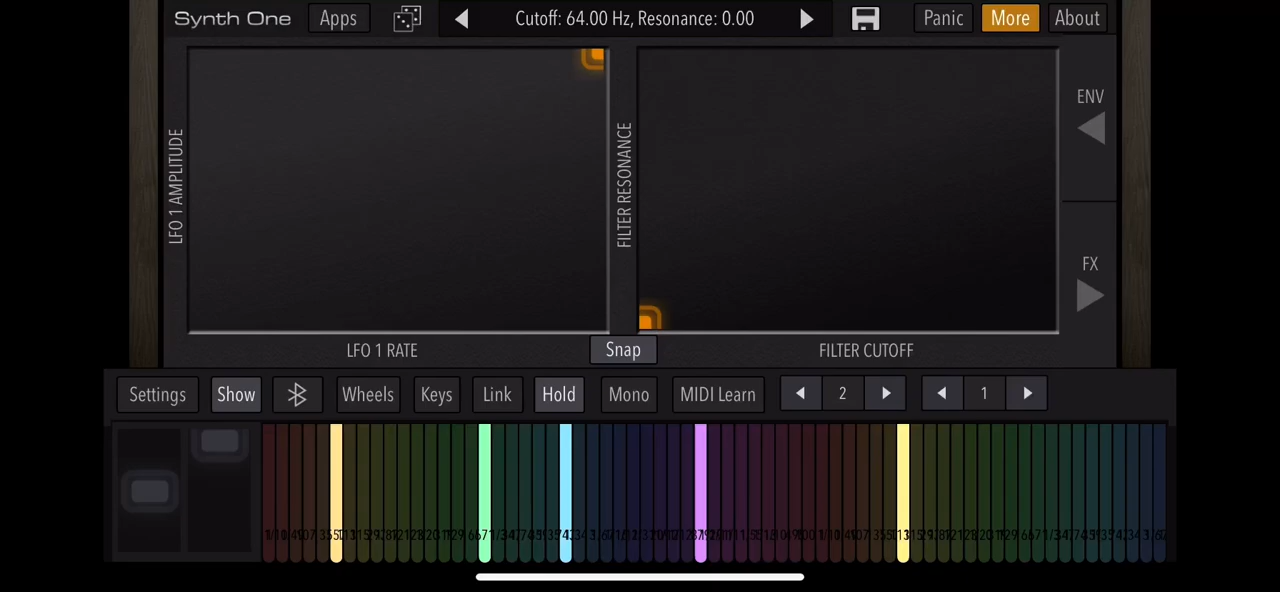 Synth One
Apps
Cutoff: 64.00 Hz, Resonance: 0.00
Panic
More
About
LFO 1 AMPLITUDE
FILTER RESONANCE
ENV
FX
LFO 1 RATE
Snap
FILTER CUTOFF
Settings
Show
Wheels
Keys
Link
Hold
Mono
MIDI Learn
2
1